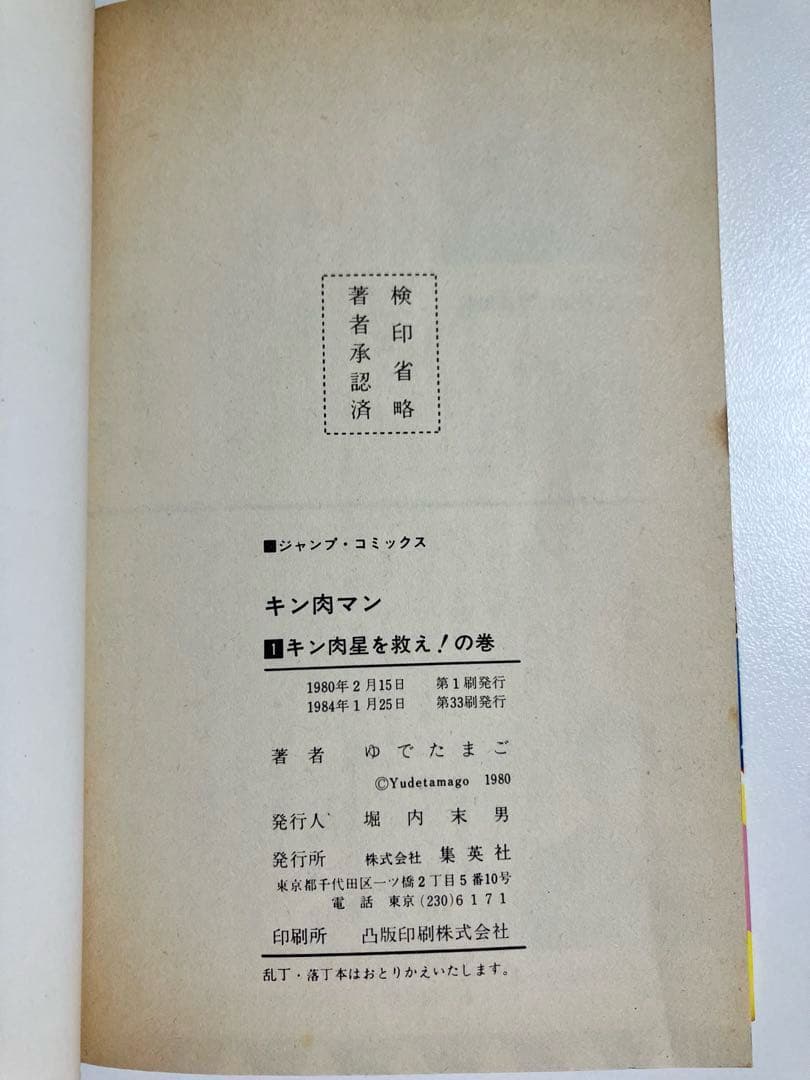 検印省略
著者承認済
■ジャンプ・コミックス
キン肉マン
1キン肉星を救え！の巻
1980年2月15日 第1刷発行
1984年1月25日 第33刷発行
著者 ゆでたまご
©Yudetamago 1980
発行人 堀内末男
発行所 株式会社 集英社
東京都千代田区一ツ橋2丁目5番10号
電話 東京(230)6171
印刷所 凸版印刷株式会社
乱丁・落丁本はおとりかえいたします。